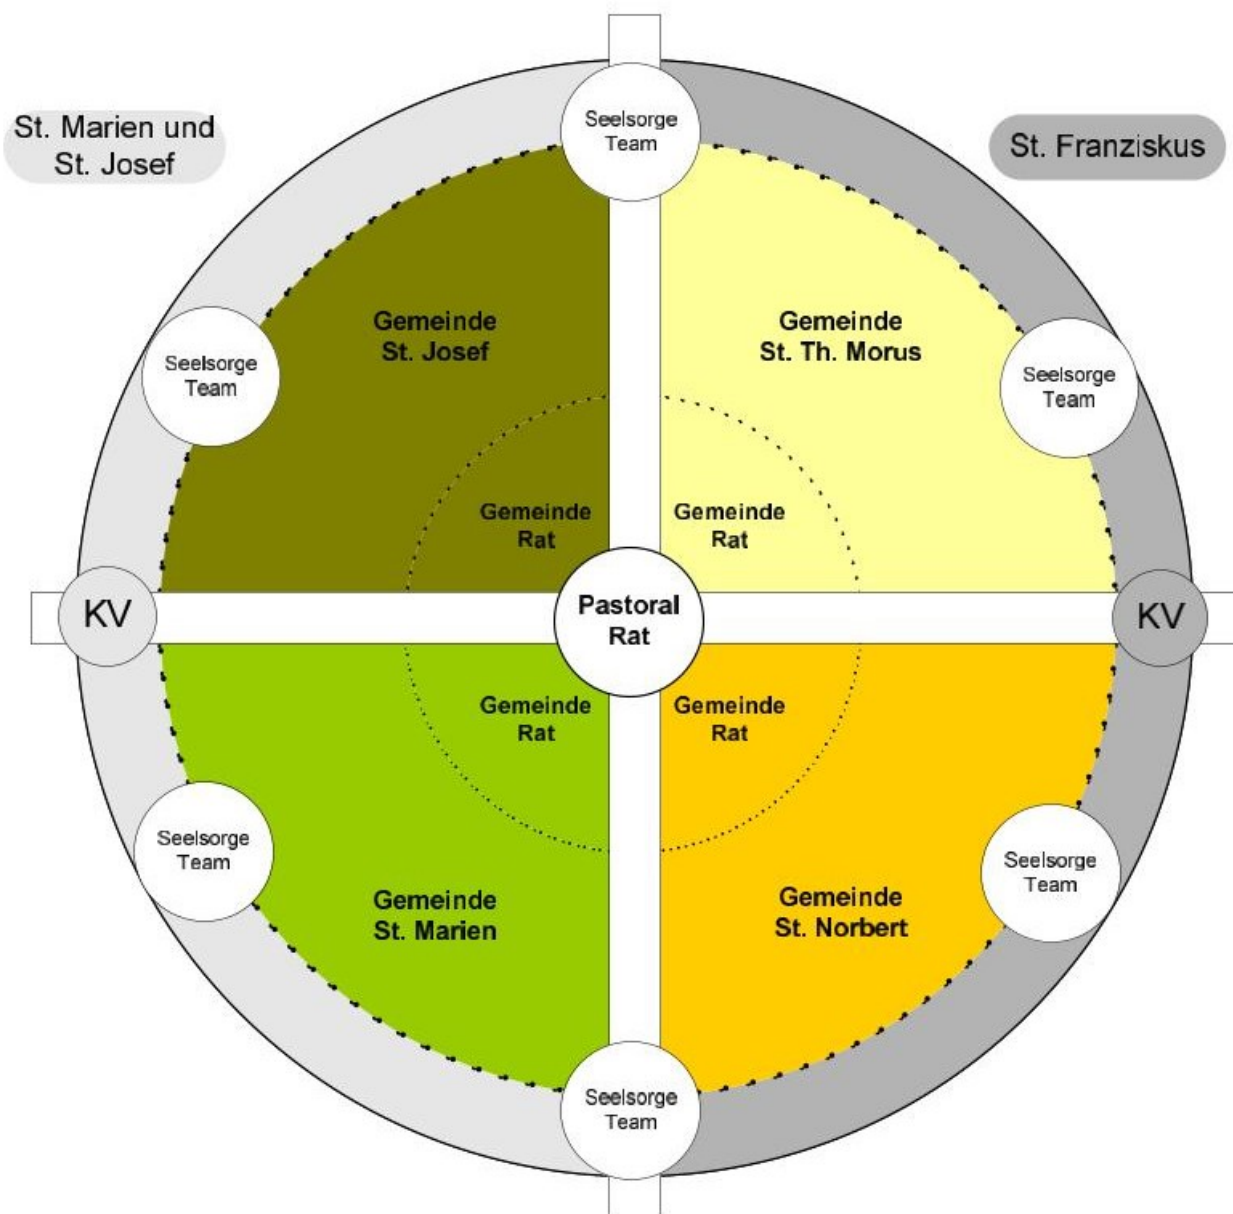 Seelsorge
Team
St. Marien und
St. Josef
St. Franziskus
Gemeinde
St. Josef
Gemeinde
St. Th. Morus
Seelsorge
Team
Seelsorge
Team
Gemeinde
Rat
Gemeinde
Rat
KV
Pastoral
Rat
KV
Gemeinde
Rat
Gemeinde
Rat
Seelsorge
Team
Seelsorge
Team
Gemeinde
St. Marien
Gemeinde
St. Norbert
Seelsorge
Team